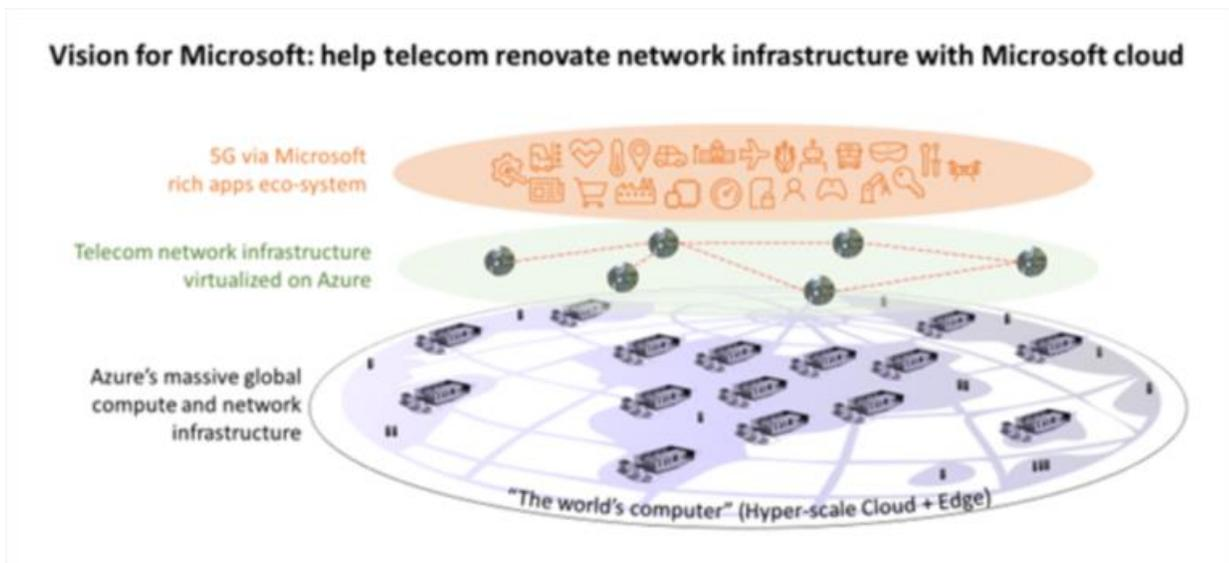 Vision for Microsoft: help telecom renovate network infrastructure with Microsoft cloud
5G via Microsoft
rich apps eco-system
Telecom network infrastructure
virtualized on Azure
Azure's massive global
compute and network
infrastructure
"The world's computer" (Hyper-scale Cloud + Edge)